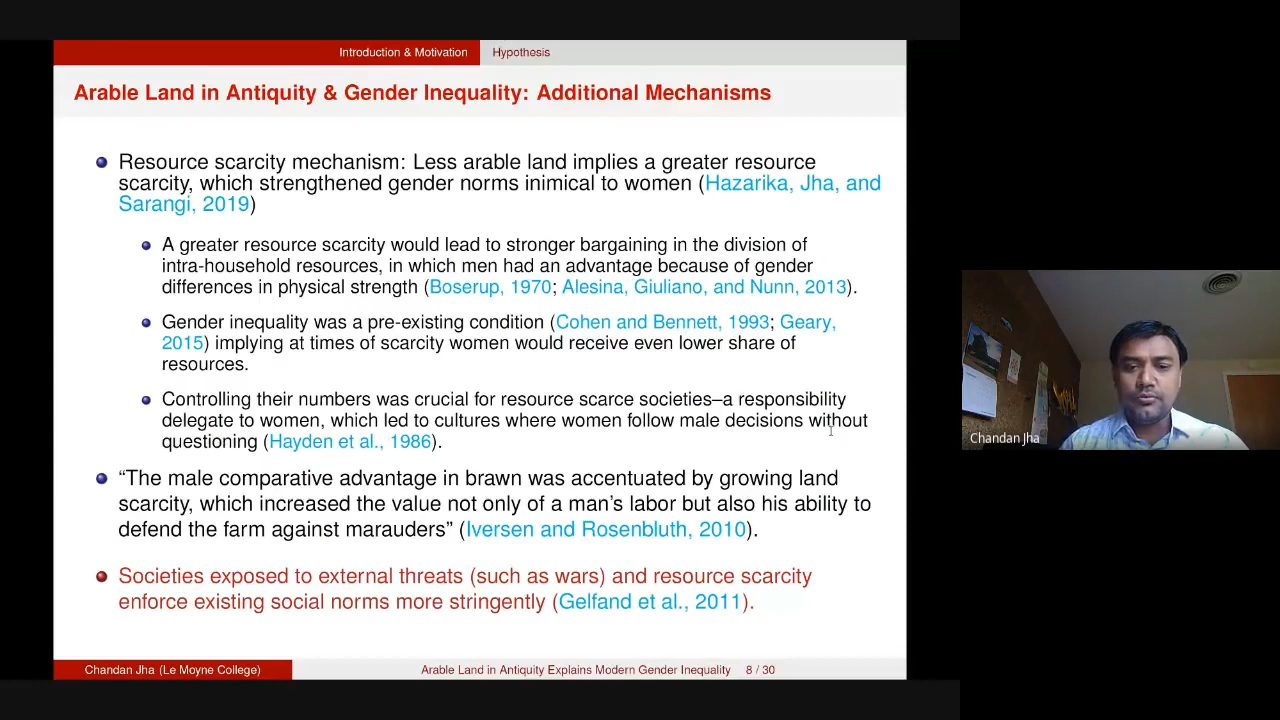 Introduction & Motivation Hypothesis
Arable Land in Antiquity & Gender Inequality: Additional Mechanisms
Resource scarcity mechanism: Less arable land implies a greater resource
scarcity, which strengthened gender norms inimical to women (Hazarika, Jha, and
Sarangi, 2019)
A greater resource scarcity would lead to stronger bargaining in the division of
intra-household resources, in which men had an advantage because of gender
differences in physical strength (Boserup, 1970; Alesina, Giuliano, and Nunn, 2013).
Gender inequality was a pre-existing condition (Cohen and Bennett, 1993; Geary,
2015) implying at times of scarcity women would receive even lower share of
resources.
Controlling their numbers was crucial for resource scarce societies–a responsibility
delegate to women, which led to cultures where women follow male decisions without
questioning (Hayden et al., 1986).
“The male comparative advantage in brawn was accentuated by growing land
scarcity, which increased the value not only of a man’s labor but also his ability to
defend the farm against marauders” (Iversen and Rosenbluth, 2010).
Societies exposed to external threats (such as wars) and resource scarcity
enforce existing social norms more stringently (Gelfand et al., 2011).
Chandan Jha (Le Moyne College) Arable Land in Antiquity Explains Modern Gender Inequality 8 / 30
Chandan Jha